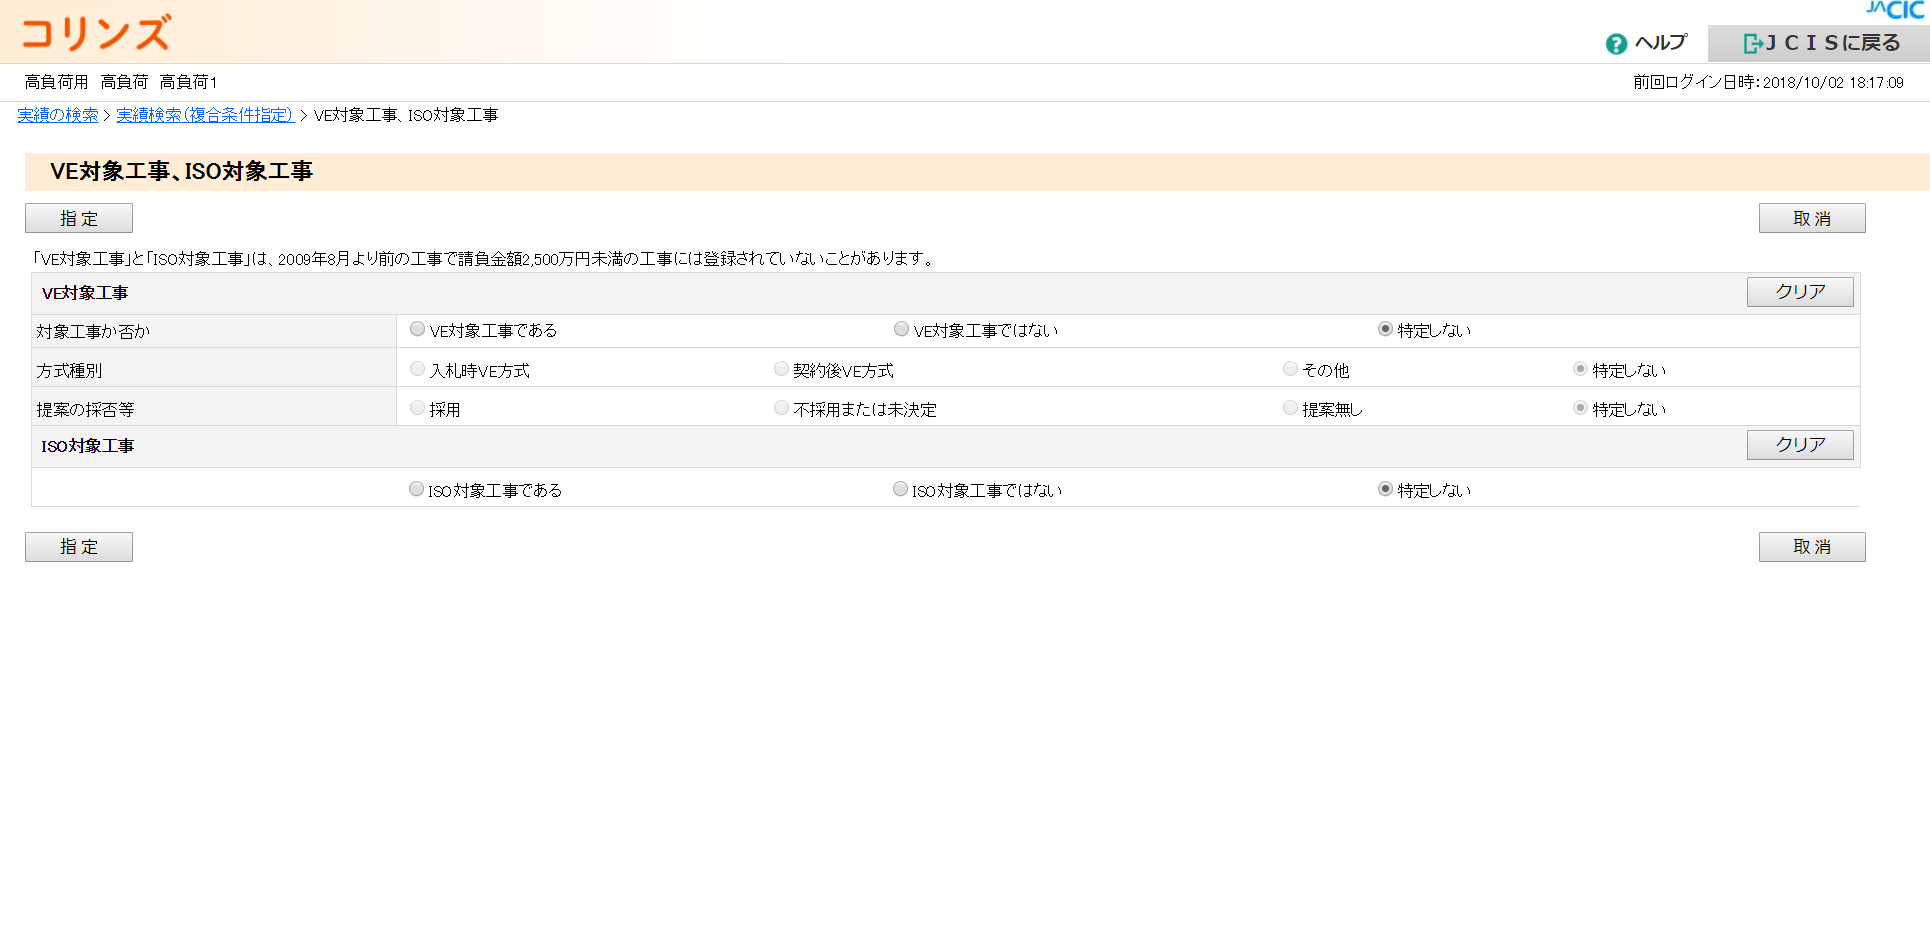 JACIC
コリンズ
? ヘルプ
JCISに戻る
高負荷用 高負荷 高負荷1
前回ログイン日時：2018/10/02 18:17:09
実績の検索 > 実績検索(複合条件指定) > VE対象工事、ISO対象工事
VE対象工事、ISO対象工事
指 定
取 消
「VE対象工事」と「ISO対象工事」は、2009年8月より前の工事で請負金額2,500万円未満の工事には登録されていないことがあります。
VE対象工事
クリア
対象工事か否か VE対象工事である VE対象工事ではない 特定しない
方式種別 入札時VE方式 契約後VE方式 その他 特定しない
提案の採否等 採用 不採用または未決定 提案無し 特定しない
ISO対象工事
クリア
ISO対象工事である ISO対象工事ではない 特定しない
指 定
取 消